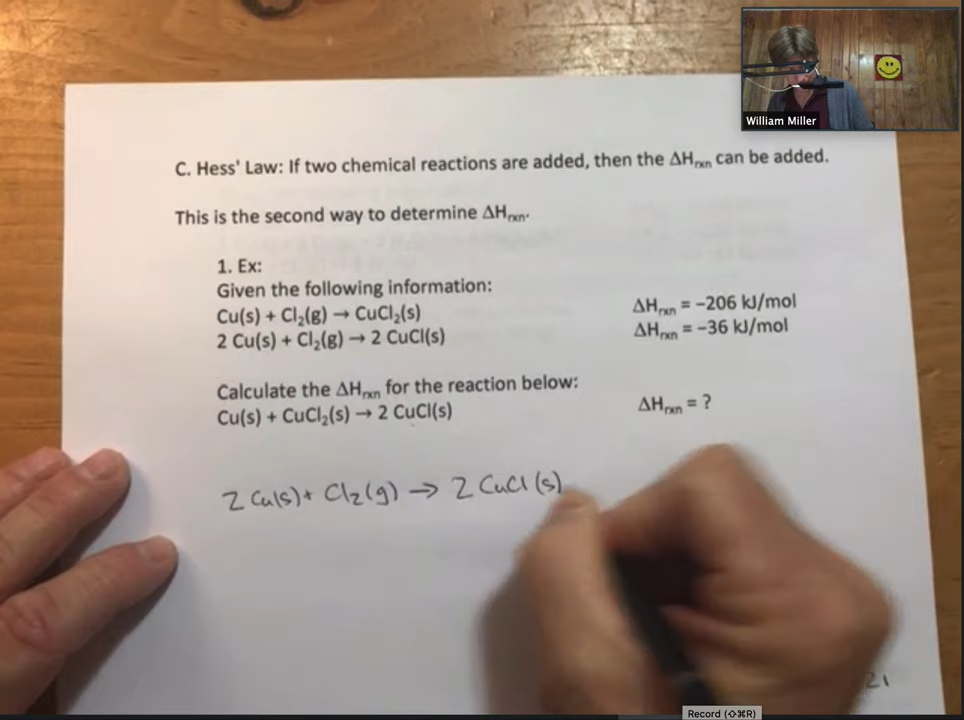 William Miller
C. Hess' Law: If two chemical reactions are added, then the ΔHrxn can be added.
This is the second way to determine ΔHrxn.
1. Ex:
Given the following information:
Cu(s) + Cl₂(g) → CuCl₂(s) ΔHrxn = −206 kJ/mol
2 Cu(s) + Cl₂(g) → 2 CuCl(s) ΔHrxn = −36 kJ/mol
Calculate the ΔHrxn for the reaction below:
Cu(s) + CuCl₂(s) → 2 CuCl(s) ΔHrxn = ?
2 Cu(s) + Cl₂(g) → 2 CuCl(s)
21
Record (⇧⌘R)